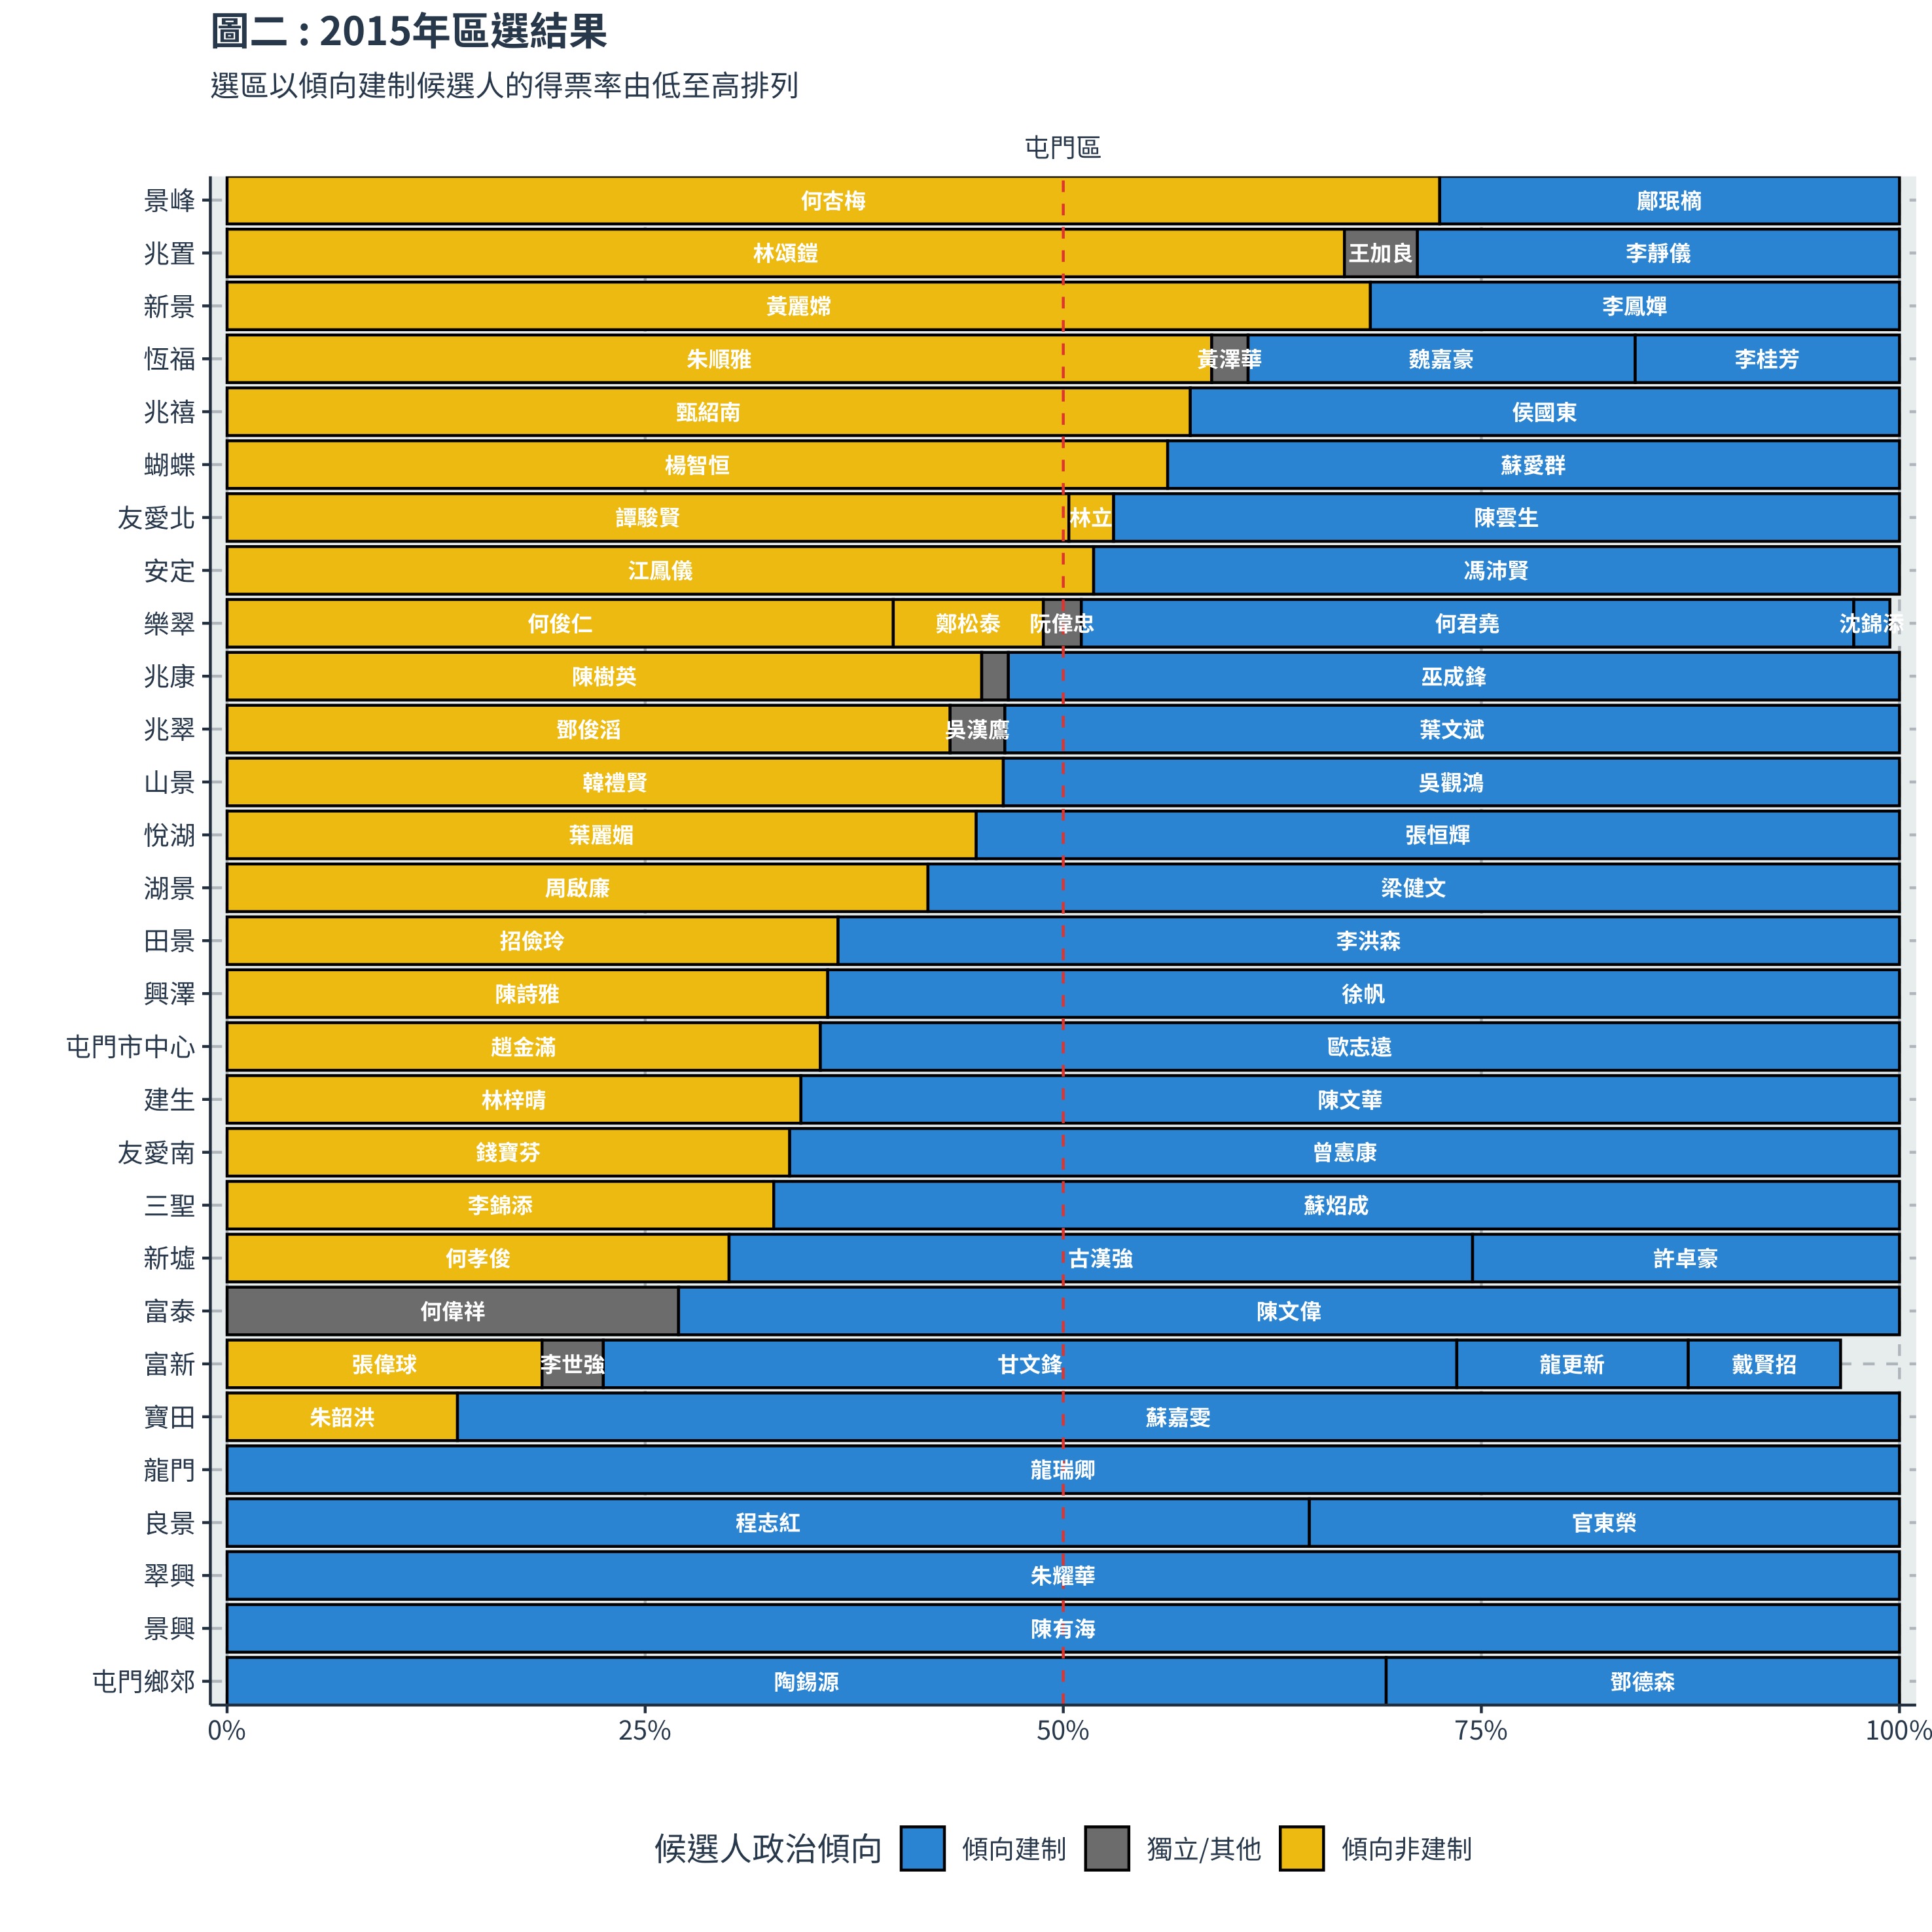 圖二 : 2015年區選結果
選區以傾向建制候選人的得票率由低至高排列
屯門區
景峰 何杏梅 鄺珉樀
兆置 林頌鎧 王加良 李靜儀
新景 黃麗嫦 李鳳嬋
恆福 朱順雅 黃澤華 魏嘉豪 李桂芳
兆禧 甄紹南 侯國東
蝴蝶 楊智恒 蘇愛群
友愛北 譚駿賢 林立 陳雲生
安定 江鳳儀 馮沛賢
樂翠 何俊仁 鄭松泰 阮偉忠 何君堯 沈錦添
兆康 陳樹英 巫成鋒
兆翠 鄧俊滔 吳漢鷹 葉文斌
山景 韓禮賢 吳觀鴻
悅湖 葉麗媚 張恒輝
湖景 周啟廉 梁健文
田景 招儉玲 李洪森
興澤 陳詩雅 徐帆
屯門市中心 趙金滿 歐志遠
建生 林梓晴 陳文華
友愛南 錢寶芬 曾憲康
三聖 李錦添 蘇炤成
新墟 何孝俊 古漢強 許卓豪
富泰 何偉祥 陳文偉
富新 張偉球 李世強 甘文鋒 龍更新 戴賢招
寶田 朱韶洪 蘇嘉雯
龍門 龍瑞卿
良景 程志紅 官東榮
翠興 朱耀華
景興 陳有海
屯門鄉郊 陶錫源 鄧德森
0% 25% 50% 75% 100%
候選人政治傾向 傾向建制 獨立/其他 傾向非建制